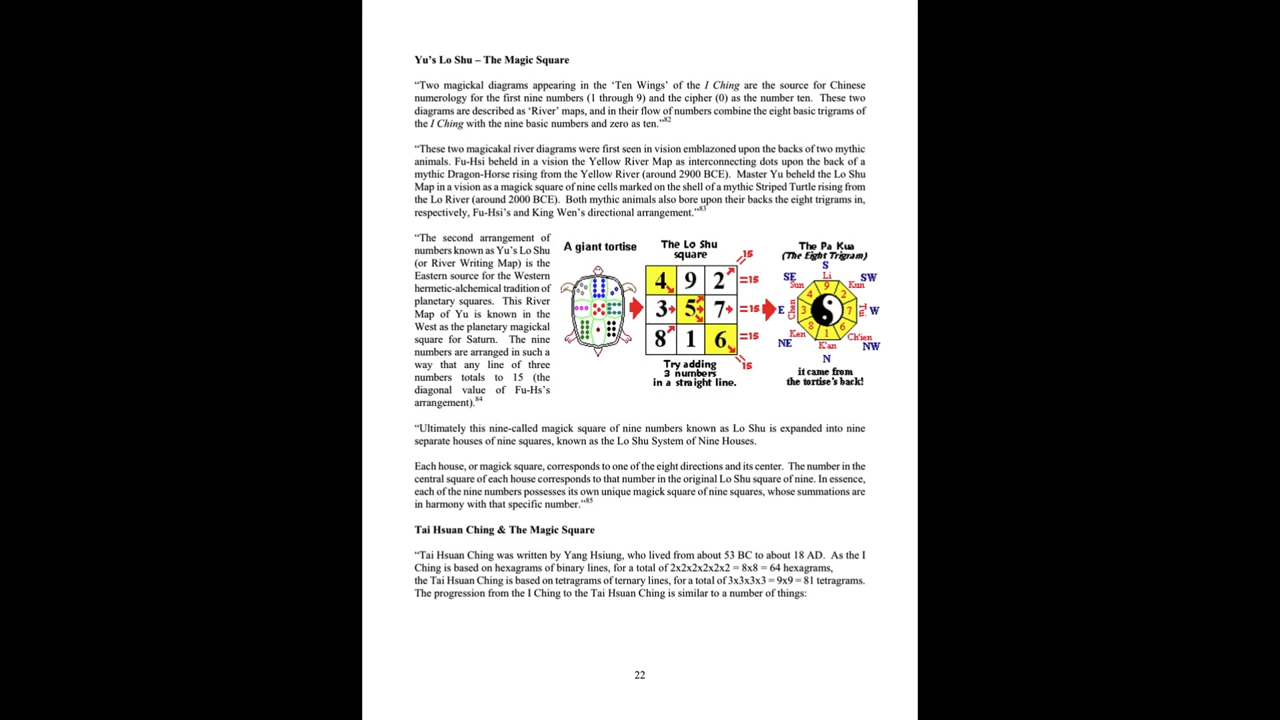 Yu's Lo Shu – The Magic Square
"Two magickal diagrams appearing in the 'Ten Wings' of the I Ching are the source for Chinese
numerology for the first nine numbers (1 through 9) and the cipher (0) as the number ten. These two
diagrams are described as 'River' maps, and in their flow of numbers combine the eight basic trigrams of
the I Ching with the nine basic numbers and zero as ten."82
"These two magicakal river diagrams were first seen in vision emblazoned upon the backs of two mythic
animals. Fu-Hsi beheld in a vision the Yellow River Map as interconnecting dots upon the back of a
mythic Dragon-Horse rising from the Yellow River (around 2900 BCE). Master Yu beheld the Lo Shu
Map in a vision as a magick square of nine cells marked on the shell of a mythic Striped Turtle rising from
the Lo River (around 2000 BCE). Both mythic animals also bore upon their backs the eight trigrams in,
respectively, Fu-Hsi's and King Wen's directional arrangement."83
"The second arrangement of
numbers known as Yu's Lo Shu
(or River Writing Map) is the
Eastern source for the Western
hermetic-alchemical tradition of
planetary squares. This River
Map of Yu is known in the
West as the planetary magickal
square for Saturn. The nine
numbers are arranged in such a
way that any line of three
numbers totals to 15 (the
diagonal value of Fu-Hs's
arrangement).84
A giant tortise
The Lo Shu
square
15
4 9 2 =15
3 5 7 =15
8 1 6 =15
15
Try adding
3 numbers
in a straight line.
The Pa Kua
(The Eight Trigram)
S
SE Li SW
Sun 9 Kun
4 2
E Chen 3 7 Tui W
8 6
Ken 1 Ch'ien
NE K'an NW
N
it came from
the tortise's back!
"Ultimately this nine-called magick square of nine numbers known as Lo Shu is expanded into nine
separate houses of nine squares, known as the Lo Shu System of Nine Houses.
Each house, or magick square, corresponds to one of the eight directions and its center. The number in the
central square of each house corresponds to that number in the original Lo Shu square of nine. In essence,
each of the nine numbers possesses its own unique magick square of nine squares, whose summations are
in harmony with that specific number."85
Tai Hsuan Ching & The Magic Square
"Tai Hsuan Ching was written by Yang Hsiung, who lived from about 53 BC to about 18 AD. As the I
Ching is based on hexagrams of binary lines, for a total of 2x2x2x2x2x2 = 8x8 = 64 hexagrams,
the Tai Hsuan Ching is based on tetragrams of ternary lines, for a total of 3x3x3x3 = 9x9 = 81 tetragrams.
The progression from the I Ching to the Tai Hsuan Ching is similar to a number of things:
22